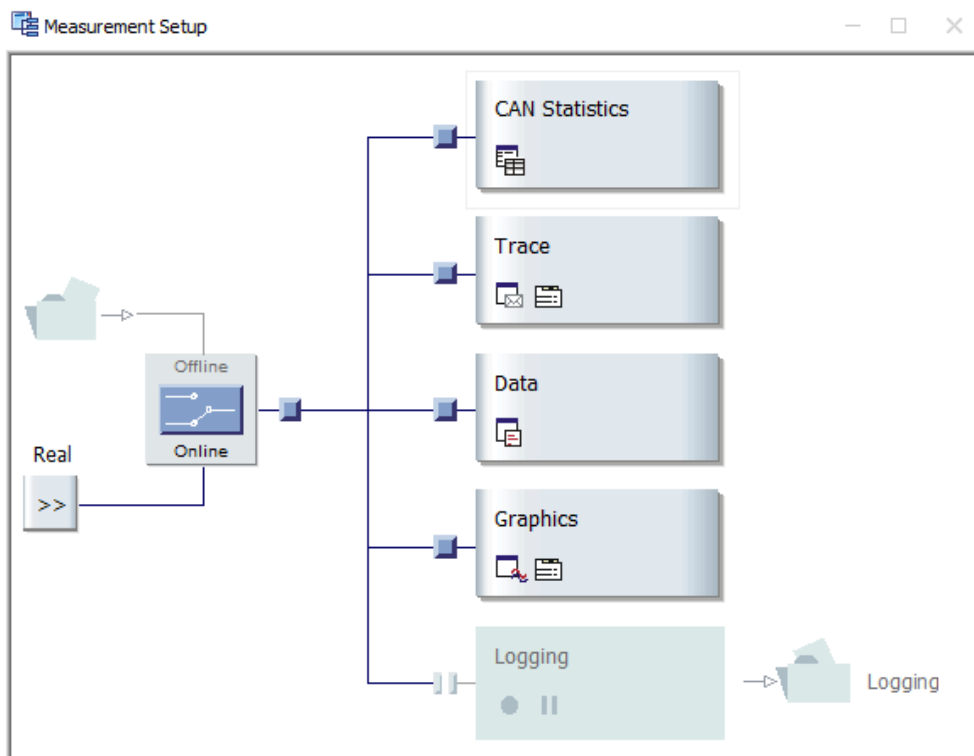 Measurement Setup
CAN Statistics
Trace
Offline
Online
Real
>>
Data
Graphics
Logging
Logging